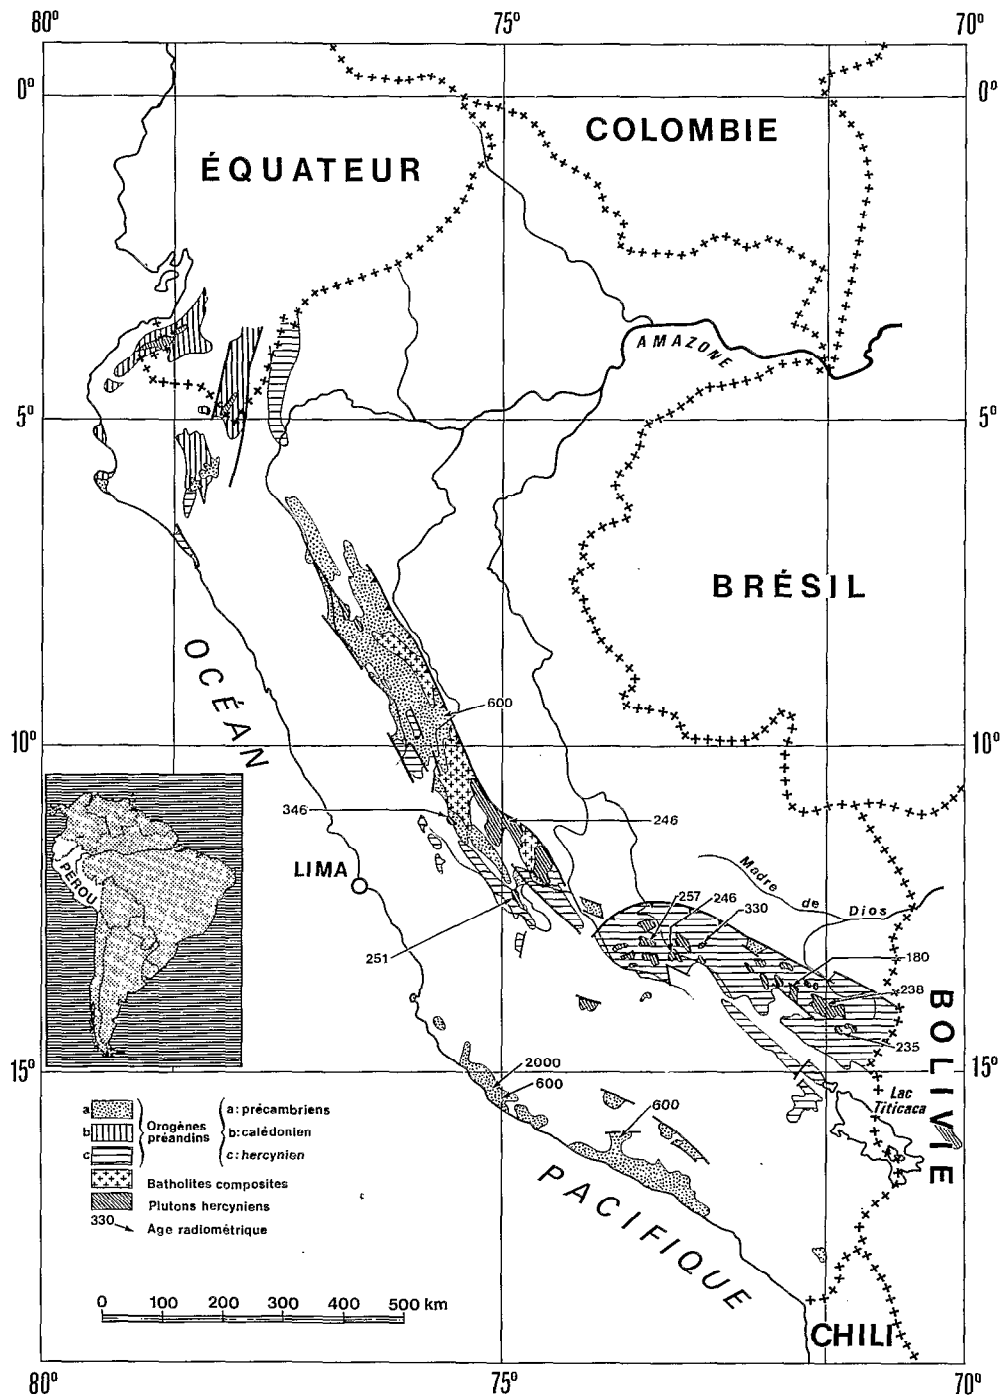 80°
75°
70°
0°
0°
COLOMBIE
ÉQUATEUR
AMAZONE
5°
5°
BRÉSIL
OCÉAN
600
10°
10°
346
246
PÉROU
LIMA
Madre
de
Dios
257
246
330
251
180
238
235
BOLIVIE
2000
600
600
15°
15°
Lac
Titicaca
a
b
c
Orogènes
préandins
a: précambriens
b: calédonien
c: hercynien
Batholites composites
Plutons hercyniens
330
Age radiométrique
PACIFIQUE
0 100 200 300 400 500 km
CHILI
80°
75°
70°